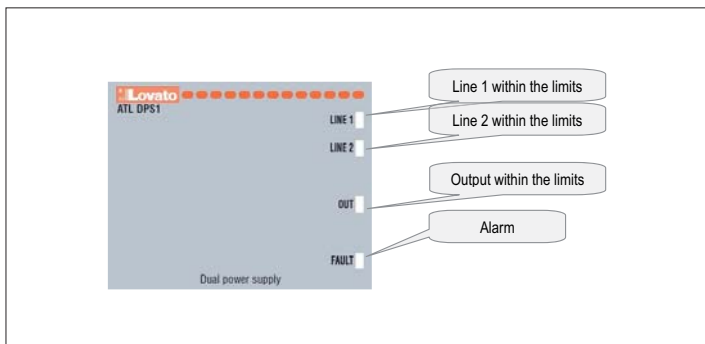 Lovato
ATL DPS1
LINE 1
Line 1 within the limits
LINE 2
Line 2 within the limits
OUT
Output within the limits
FAULT
Alarm
Dual power supply